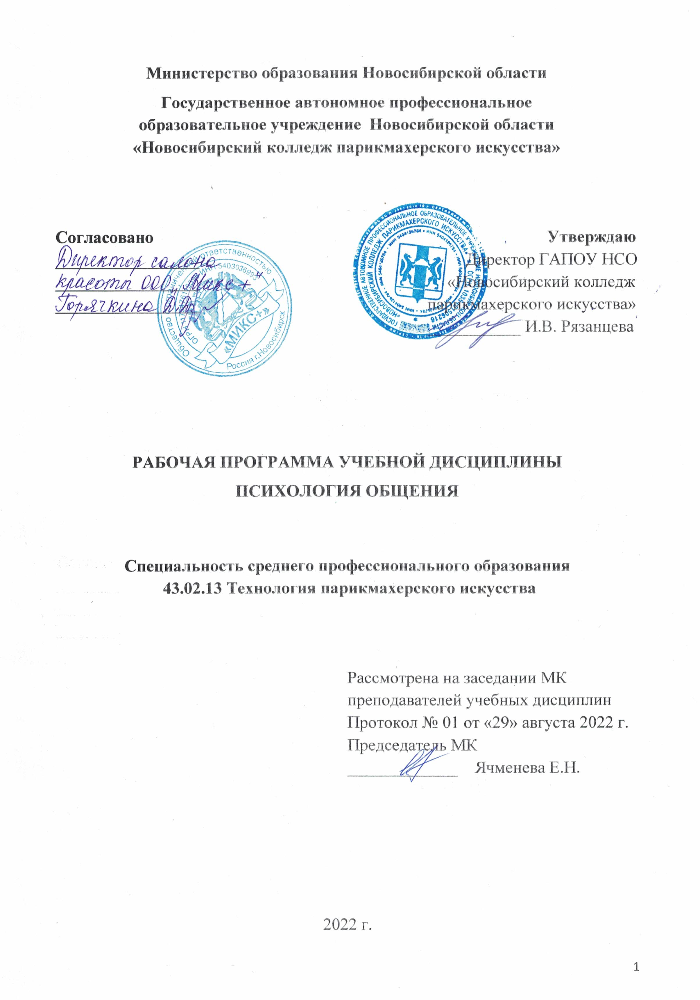 Министерство образования Новосибирской области
Государственное автономное профессиональное
образовательное учреждение Новосибирской области
«Новосибирский колледж парикмахерского искусства»
Согласовано
Директор салона
красоты ООО „Микс+"
Горячкина Д.Д.
Общество ограниченной ответственностью
ИНН 5403036993
«МИКС+»
Россия г.Новосибирск
ГОСУДАРСТВЕННОЕ АВТОНОМНОЕ ПРОФЕССИОНАЛЬНОЕ ОБРАЗОВАТЕЛЬНОЕ УЧРЕЖДЕНИЕ НОВОСИБИРСКОЙ ОБЛАСТИ
«НОВОСИБИРСКИЙ КОЛЛЕДЖ ПАРИКМАХЕРСКОГО ИСКУССТВА»
ИНН 5404126784
Утверждаю
Директор ГАПОУ НСО
«Новосибирский колледж
парикмахерского искусства»
И.В. Рязанцева
РАБОЧАЯ ПРОГРАММА УЧЕБНОЙ ДИСЦИПЛИНЫ
ПСИХОЛОГИЯ ОБЩЕНИЯ
Специальность среднего профессионального образования
43.02.13 Технология парикмахерского искусства
Рассмотрена на заседании МК
преподавателей учебных дисциплин
Протокол № 01 от «29» августа 2022 г.
Председатель МК
Ячменева Е.Н.
2022 г.
1